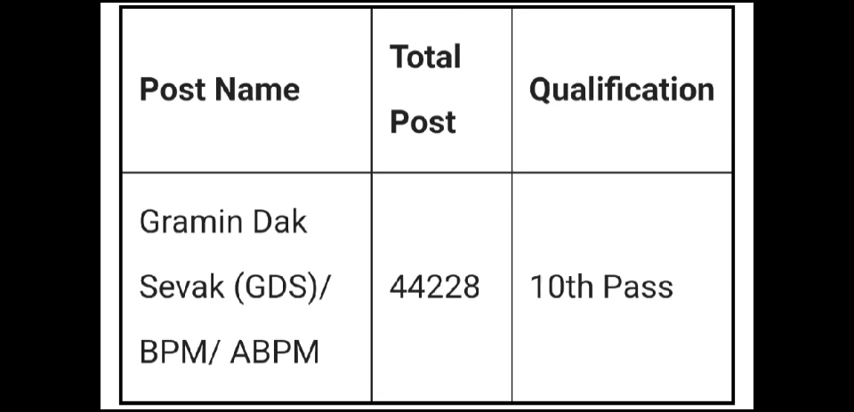 Post Name
Total
Post
Qualification
Gramin Dak
Sevak (GDS)/
BPM/ ABPM
44228
10th Pass